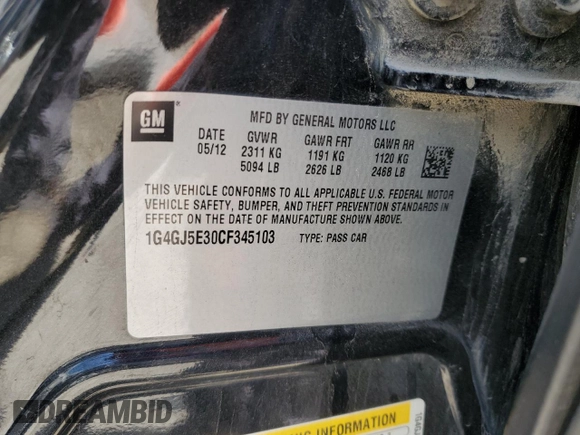 GM
MFD BY GENERAL MOTORS LLC
DATE GVWR GAWR FRT GAWR RR
05/12 2311 KG 1191 KG 1120 KG
5094 LB 2626 LB 2468 LB
THIS VEHICLE CONFORMS TO ALL APPLICABLE U.S. FEDERAL MOTOR
VEHICLE SAFETY, BUMPER, AND THEFT PREVENTION STANDARDS IN
EFFECT ON THE DATE OF MANUFACTURE SHOWN ABOVE.
1G4GJ5E30CF345103 TYPE: PASS CAR
INFORMATION
DREAMBID